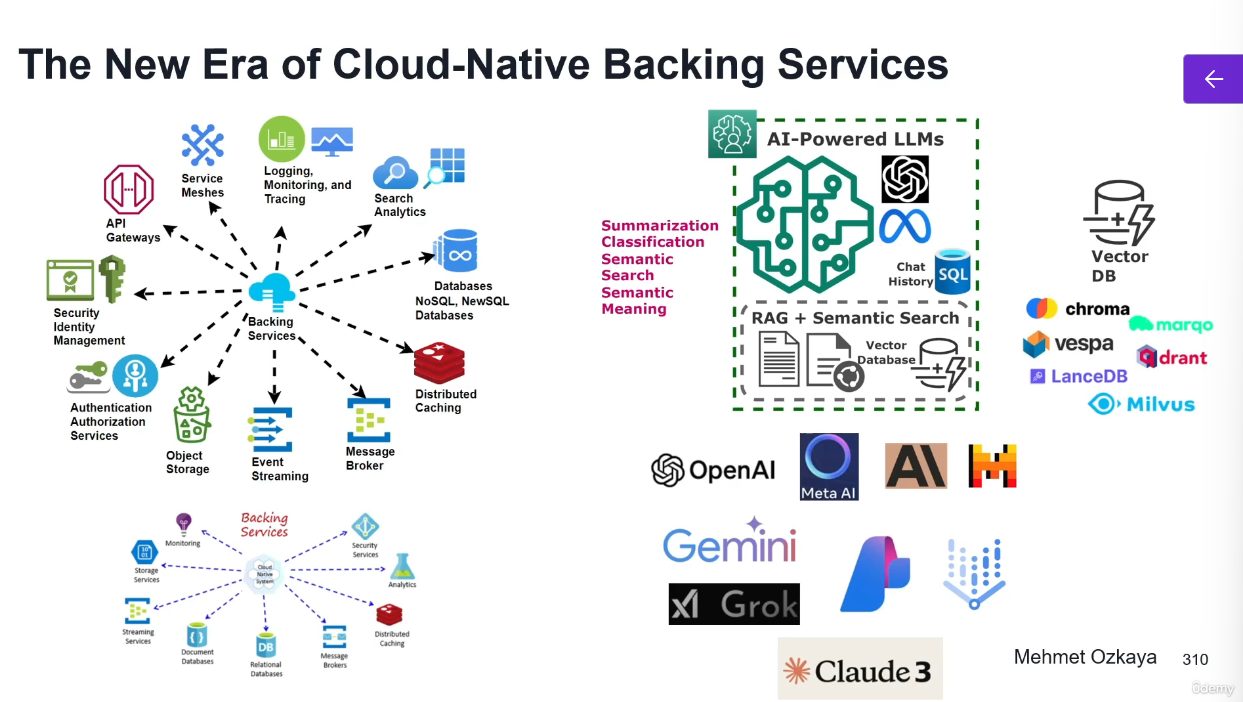 The New Era of Cloud-Native Backing Services
Service
Meshes
Logging,
Monitoring, and
Tracing
Search
Analytics
API
Gateways
Databases
NoSQL, NewSQL
Databases
Security
Identity
Management
Backing
Services
Distributed
Caching
Authentication
Authorization
Services
Object
Storage
Event
Streaming
Message
Broker
Backing
Services
Monitoring
Security
Services
10
01
Storage
Services
Cloud
Native
System
Analytics
Streaming
Services
{ }
Document
Databases
DB
Relational
Databases
Message
Brokers
Distributed
Caching
Summarization
Classification
Semantic
Search
Semantic
Meaning
AI-Powered LLMs
Chat
History
SQL
RAG + Semantic Search
Vector
Database
Vector
DB
chroma
marqo
vespa
drant
LanceDB
Milvus
OpenAI
Meta AI
AI
Gemini
xI Grok
Claude 3
Mehmet Ozkaya
310
ûdemy